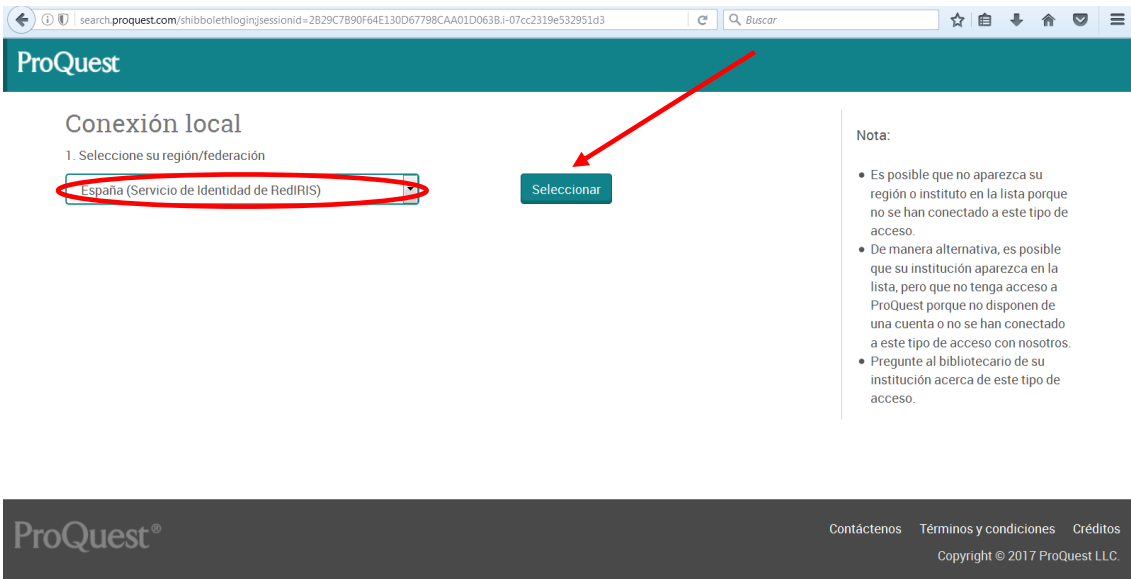 search.proquest.com/shibbolethlogin;jsessionid=2B29C7B90F64E130D67798CAA01D063B.i-07cc2319e532951d3
Buscar
ProQuest
Conexión local
1. Seleccione su región/federación
España (Servicio de Identidad de RedIRIS)
Seleccionar
Nota:
Es posible que no aparezca su
región o instituto en la lista porque
no se han conectado a este tipo de
acceso.
De manera alternativa, es posible
que su institución aparezca en la
lista, pero que no tenga acceso a
ProQuest porque no disponen de
una cuenta o no se han conectado
a este tipo de acceso con nosotros.
Pregunte al bibliotecario de su
institución acerca de este tipo de
acceso.
ProQuest®
Contáctenos Términos y condiciones Créditos
Copyright © 2017 ProQuest LLC.